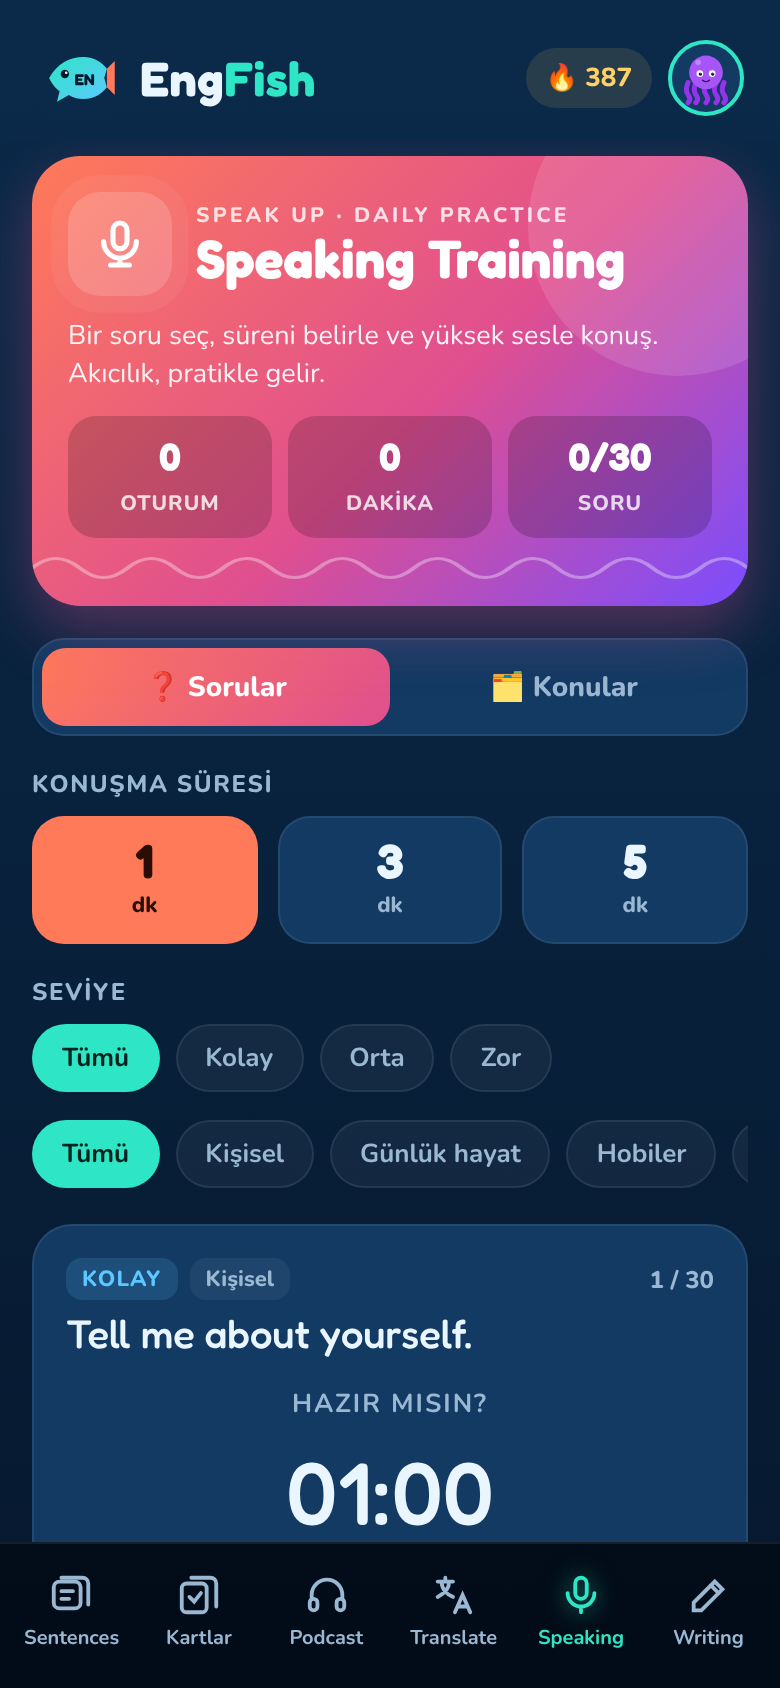 EN
EngFish
387
SPEAK UP · DAILY PRACTICE
Speaking Training
Bir soru seç, süreni belirle ve yüksek sesle konuş.
Akıcılık, pratikle gelir.
0
OTURUM
0
DAKİKA
0/30
SORU
❓ Sorular
🗂️ Konular
KONUŞMA SÜRESİ
1
dk
3
dk
5
dk
SEVİYE
Tümü
Kolay
Orta
Zor
Tümü
Kişisel
Günlük hayat
Hobiler
KOLAY
Kişisel
1 / 30
Tell me about yourself.
HAZIR MISIN?
01:00
Sentences
Kartlar
Podcast
Translate
Speaking
Writing